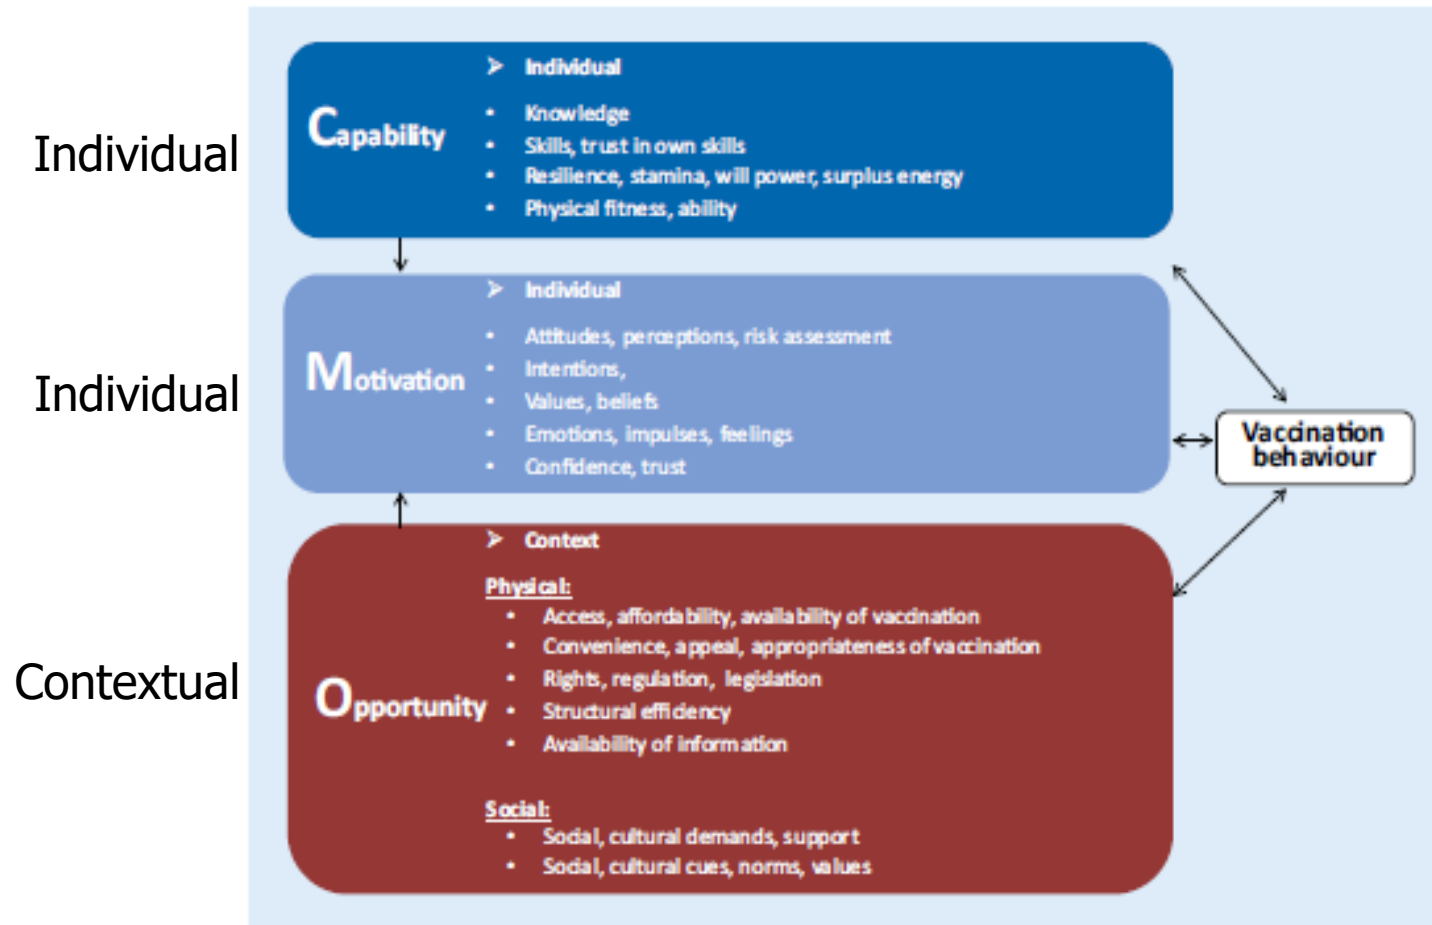 Individual
Capability
➤ Individual
• Knowledge
• Skills, trust in own skills
• Resilience, stamina, will power, surplus energy
• Physical fitness, ability
Individual
Motivation
➤ Individual
• Attitudes, perceptions, risk assessment
• Intentions,
• Values, beliefs
• Emotions, impulses, feelings
• Confidence, trust
Vaccination
behaviour
Contextual
Opportunity
➤ Context
Physical:
• Access, affordability, availability of vaccination
• Convenience, appeal, appropriateness of vaccination
• Rights, regulation, legislation
• Structural efficiency
• Availability of information
Social:
• Social, cultural demands, support
• Social, cultural cues, norms, values